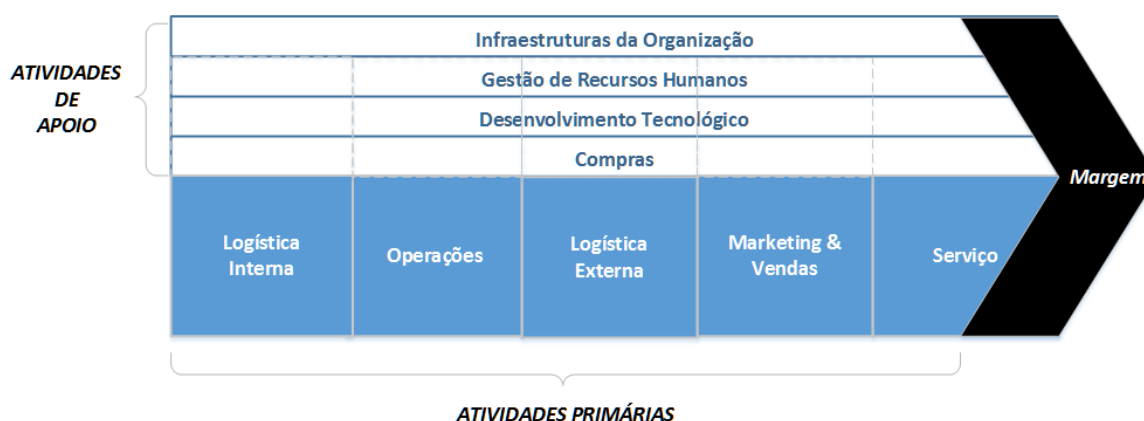 Infraestruturas da Organização
ATIVIDADES
DE
APOIO
Gestão de Recursos Humanos
Desenvolvimento Tecnológico
Compras
Margem
Logística
Interna
Operações
Logística
Externa
Marketing &
Vendas
Serviço
ATIVIDADES PRIMÁRIAS